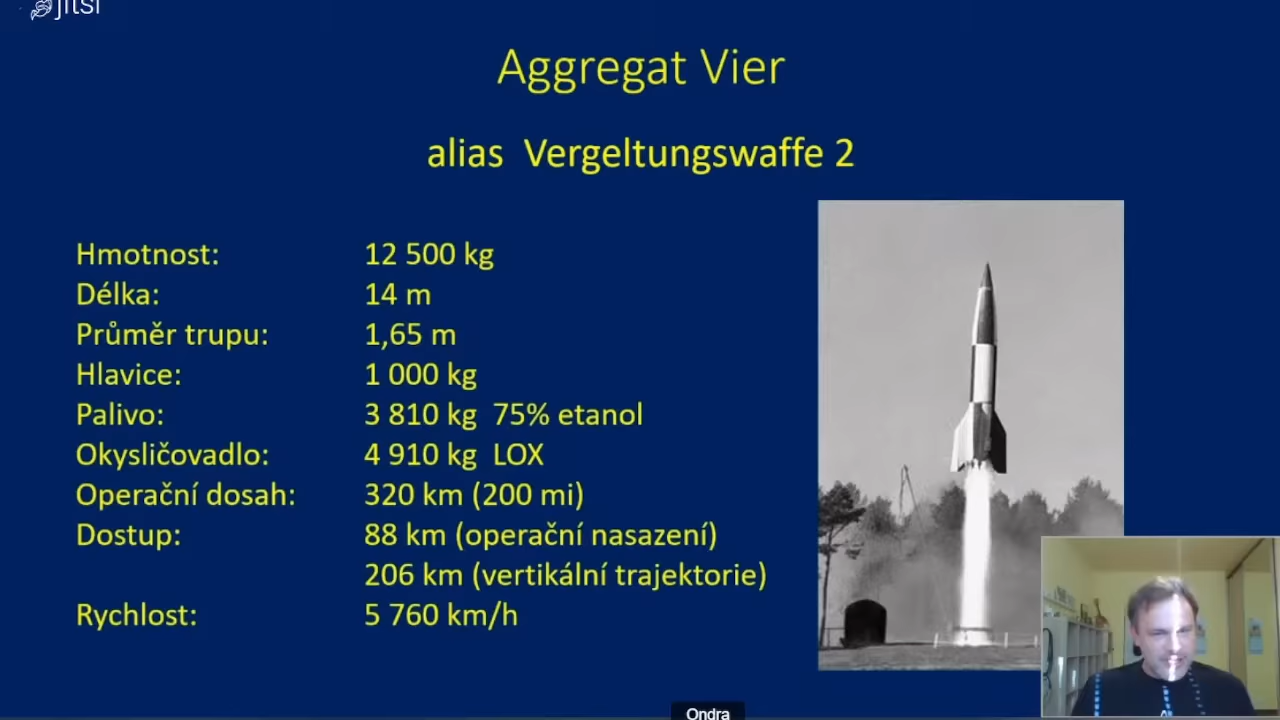 jitsi
Aggregat Vier
alias Vergeltungswaffe 2
Hmotnost: 12 500 kg
Délka: 14 m
Průměr trupu: 1,65 m
Hlavice: 1 000 kg
Palivo: 3 810 kg 75% etanol
Okysličovadlo: 4 910 kg LOX
Operační dosah: 320 km (200 mi)
Dostup: 88 km (operační nasazení)
206 km (vertikální trajektorie)
Rychlost: 5 760 km/h
Ondra